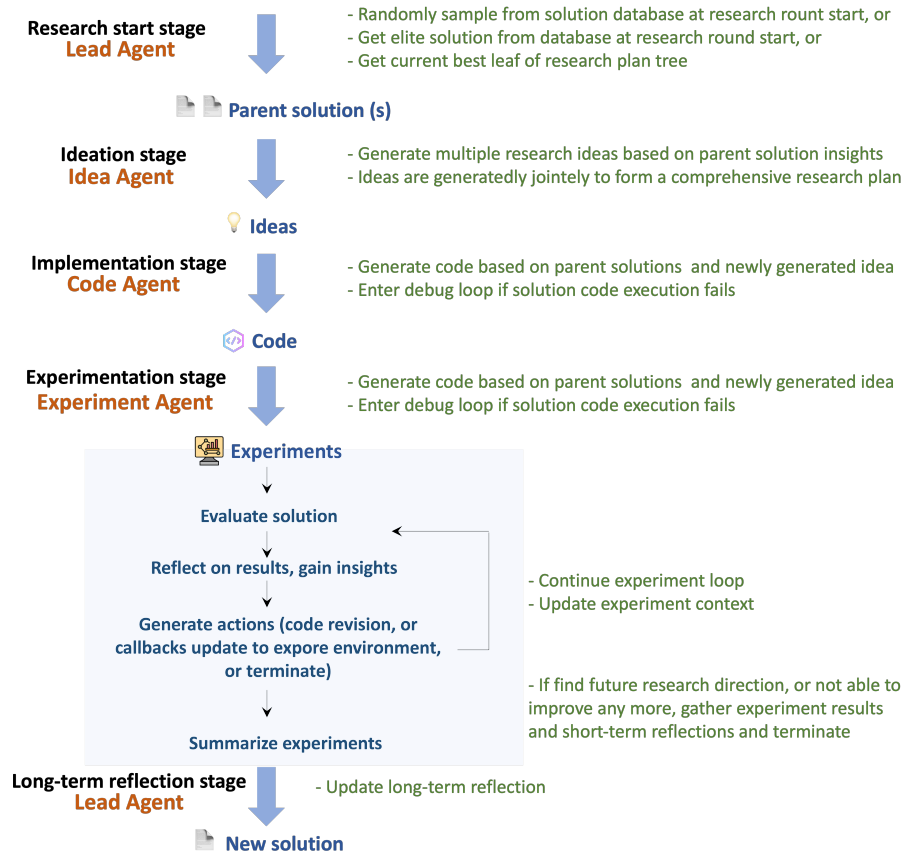 Research start stage
Lead Agent
- Randomly sample from solution database at research rount start, or
- Get elite solution from database at research round start, or
- Get current best leaf of research plan tree
Parent solution (s)
Ideation stage
Idea Agent
- Generate multiple research ideas based on parent solution insights
- Ideas are generatedly jointely to form a comprehensive research plan
Ideas
Implementation stage
Code Agent
- Generate code based on parent solutions and newly generated idea
- Enter debug loop if solution code execution fails
Code
Experimentation stage
Experiment Agent
- Generate code based on parent solutions and newly generated idea
- Enter debug loop if solution code execution fails
Experiments
Evaluate solution
Reflect on results, gain insights
Generate actions (code revision, or
callbacks update to expore environment,
or terminate)
- Continue experiment loop
- Update experiment context
- If find future research direction, or not able to
improve any more, gather experiment results
and short-term reflections and terminate
Summarize experiments
Long-term reflection stage
Lead Agent
- Update long-term reflection
New solution